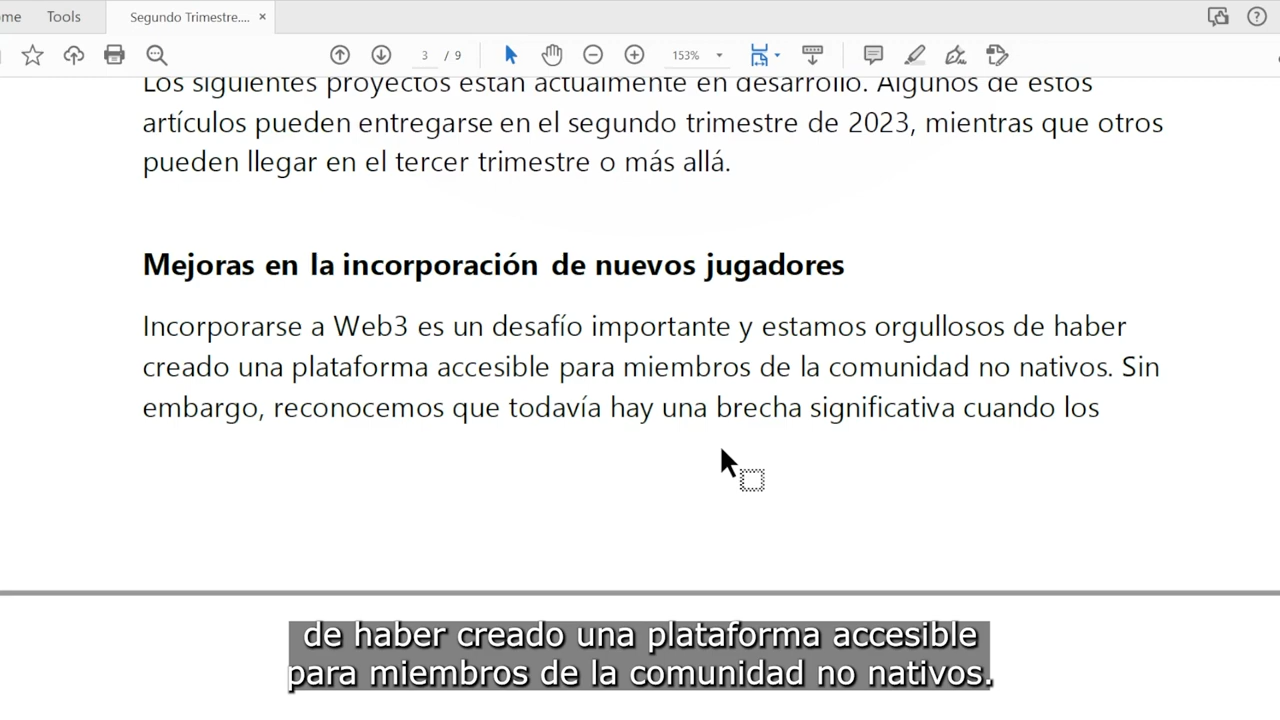 Tools
Segundo Trimestre.... ×
3 / 9
153%
Los siguientes proyectos están actualmente en desarrollo. Algunos de estos
artículos pueden entregarse en el segundo trimestre de 2023, mientras que otros
pueden llegar en el tercer trimestre o más allá.
Mejoras en la incorporación de nuevos jugadores
Incorporarse a Web3 es un desafío importante y estamos orgullosos de haber
creado una plataforma accesible para miembros de la comunidad no nativos. Sin
embargo, reconocemos que todavía hay una brecha significativa cuando los
de haber creado una plataforma accesible
para miembros de la comunidad no nativos.